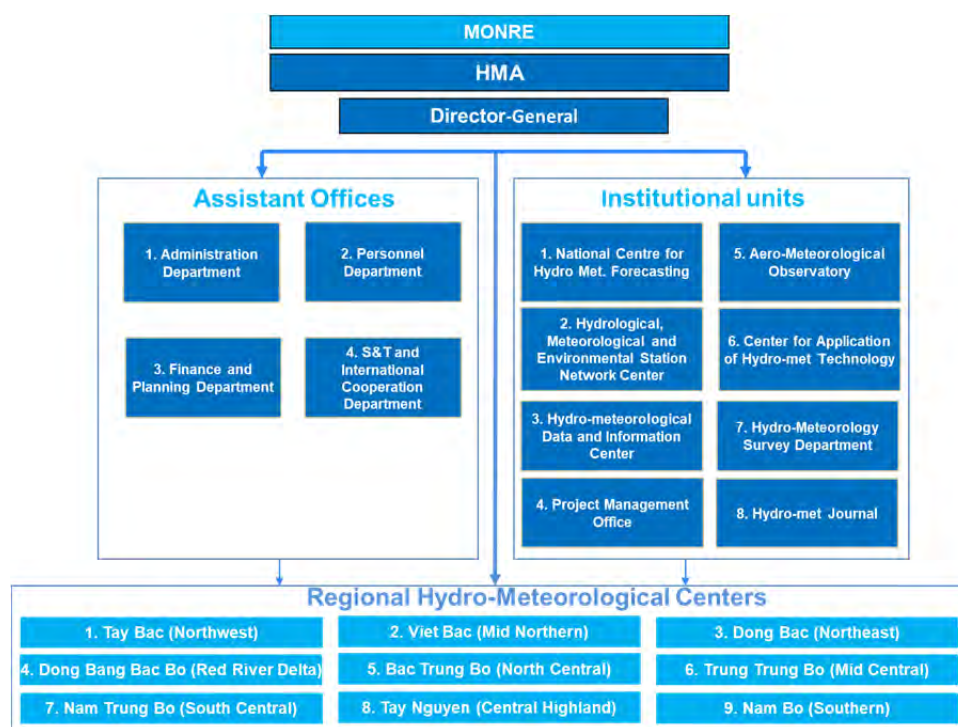 MONRE
HMA
Director-General
Assistant Offices
1. Administration
Department
2. Personnel
Department
3. Finance and
Planning Department
4. S&T and
International
Cooperation
Department
Institutional units
1. National Centre for
Hydro Met. Forecasting
5. Aero-Meteorological
Observatory
2. Hydrological,
Meteorological and
Environmental Station
Network Center
6. Center for Application
of Hydro-met Technology
3. Hydro-meteorological
Data and Information
Center
7. Hydro-Meteorology
Survey Department
4. Project Management
Office
8. Hydro-met Journal
Regional Hydro-Meteorological Centers
1. Tay Bac (Northwest)
2. Viet Bac (Mid Northern)
3. Dong Bac (Northeast)
4. Dong Bang Bac Bo (Red River Delta)
5. Bac Trung Bo (North Central)
6. Trung Trung Bo (Mid Central)
7. Nam Trung Bo (South Central)
8. Tay Nguyen (Central Highland)
9. Nam Bo (Southern)